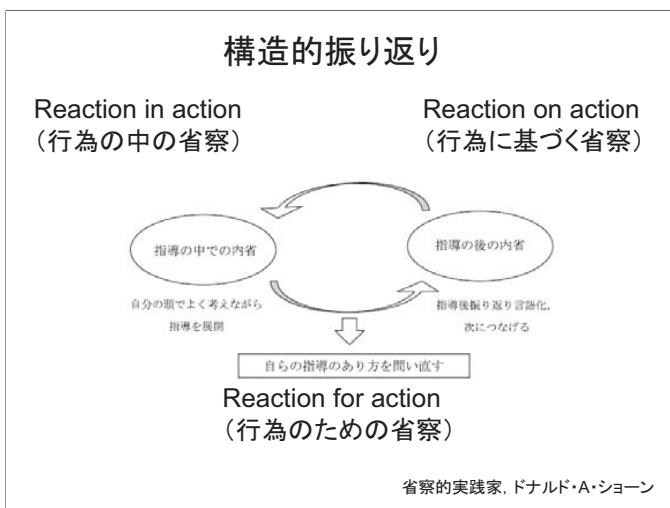 構造的振り返り
Reaction in action
（行為の中の省察）
Reaction on action
（行為に基づく省察）
指導の中での内省
指導の後の内省
自分の頭でよく考えながら
指導を展開
指導後振り返り言語化,
次につなげる
自らの指導のあり方を問い直す
Reaction for action
（行為のための省察）
省察的実践家, ドナルド・A・ショーン